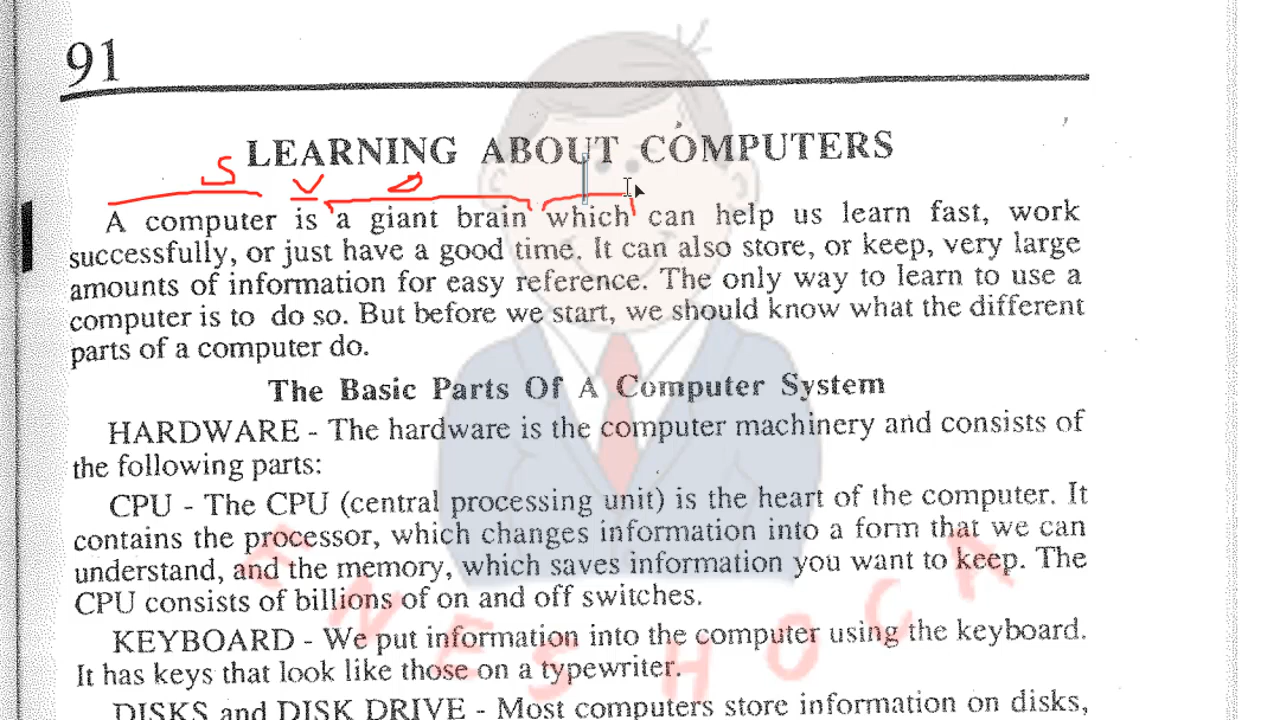 91
LEARNING ABOUT COMPUTERS
S V
A computer is a giant brain which can help us learn fast, work
successfully, or just have a good time. It can also store, or keep, very large
amounts of information for easy reference. The only way to learn to use a
computer is to do so. But before we start, we should know what the different
parts of a computer do.
The Basic Parts Of A Computer System
HARDWARE - The hardware is the computer machinery and consists of
the following parts:
CPU - The CPU (central processing unit) is the heart of the computer. It
contains the processor, which changes information into a form that we can
understand, and the memory, which saves information you want to keep. The
CPU consists of billions of on and off switches.
KEYBOARD - We put information into the computer using the keyboard.
It has keys that look like those on a typewriter.
DISKS and DISK DRIVE - Most computers store information on disks,
ENES HOCA